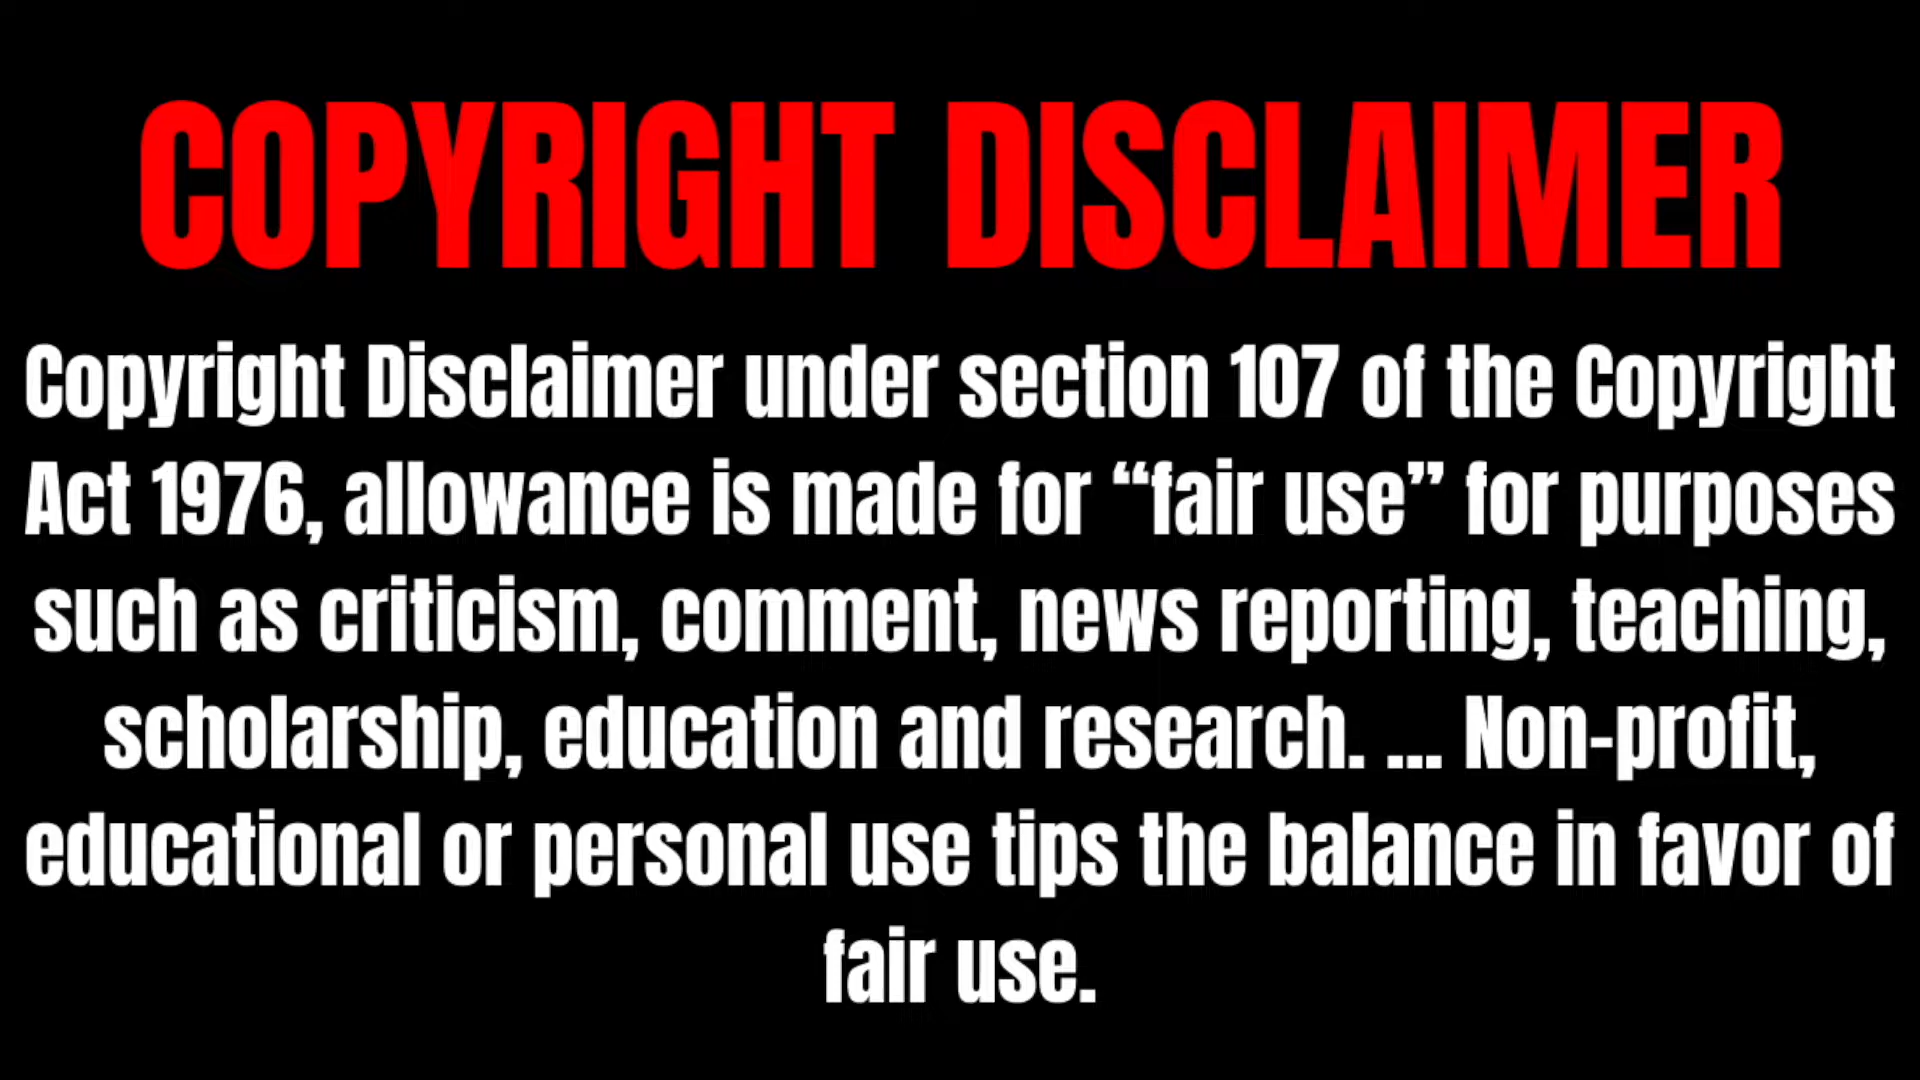 COPYRIGHT DISCLAIMER
Copyright Disclaimer under section 107 of the Copyright
Act 1976, allowance is made for “fair use” for purposes
such as criticism, comment, news reporting, teaching,
scholarship, education and research. ... Non-profit,
educational or personal use tips the balance in favor of
fair use.